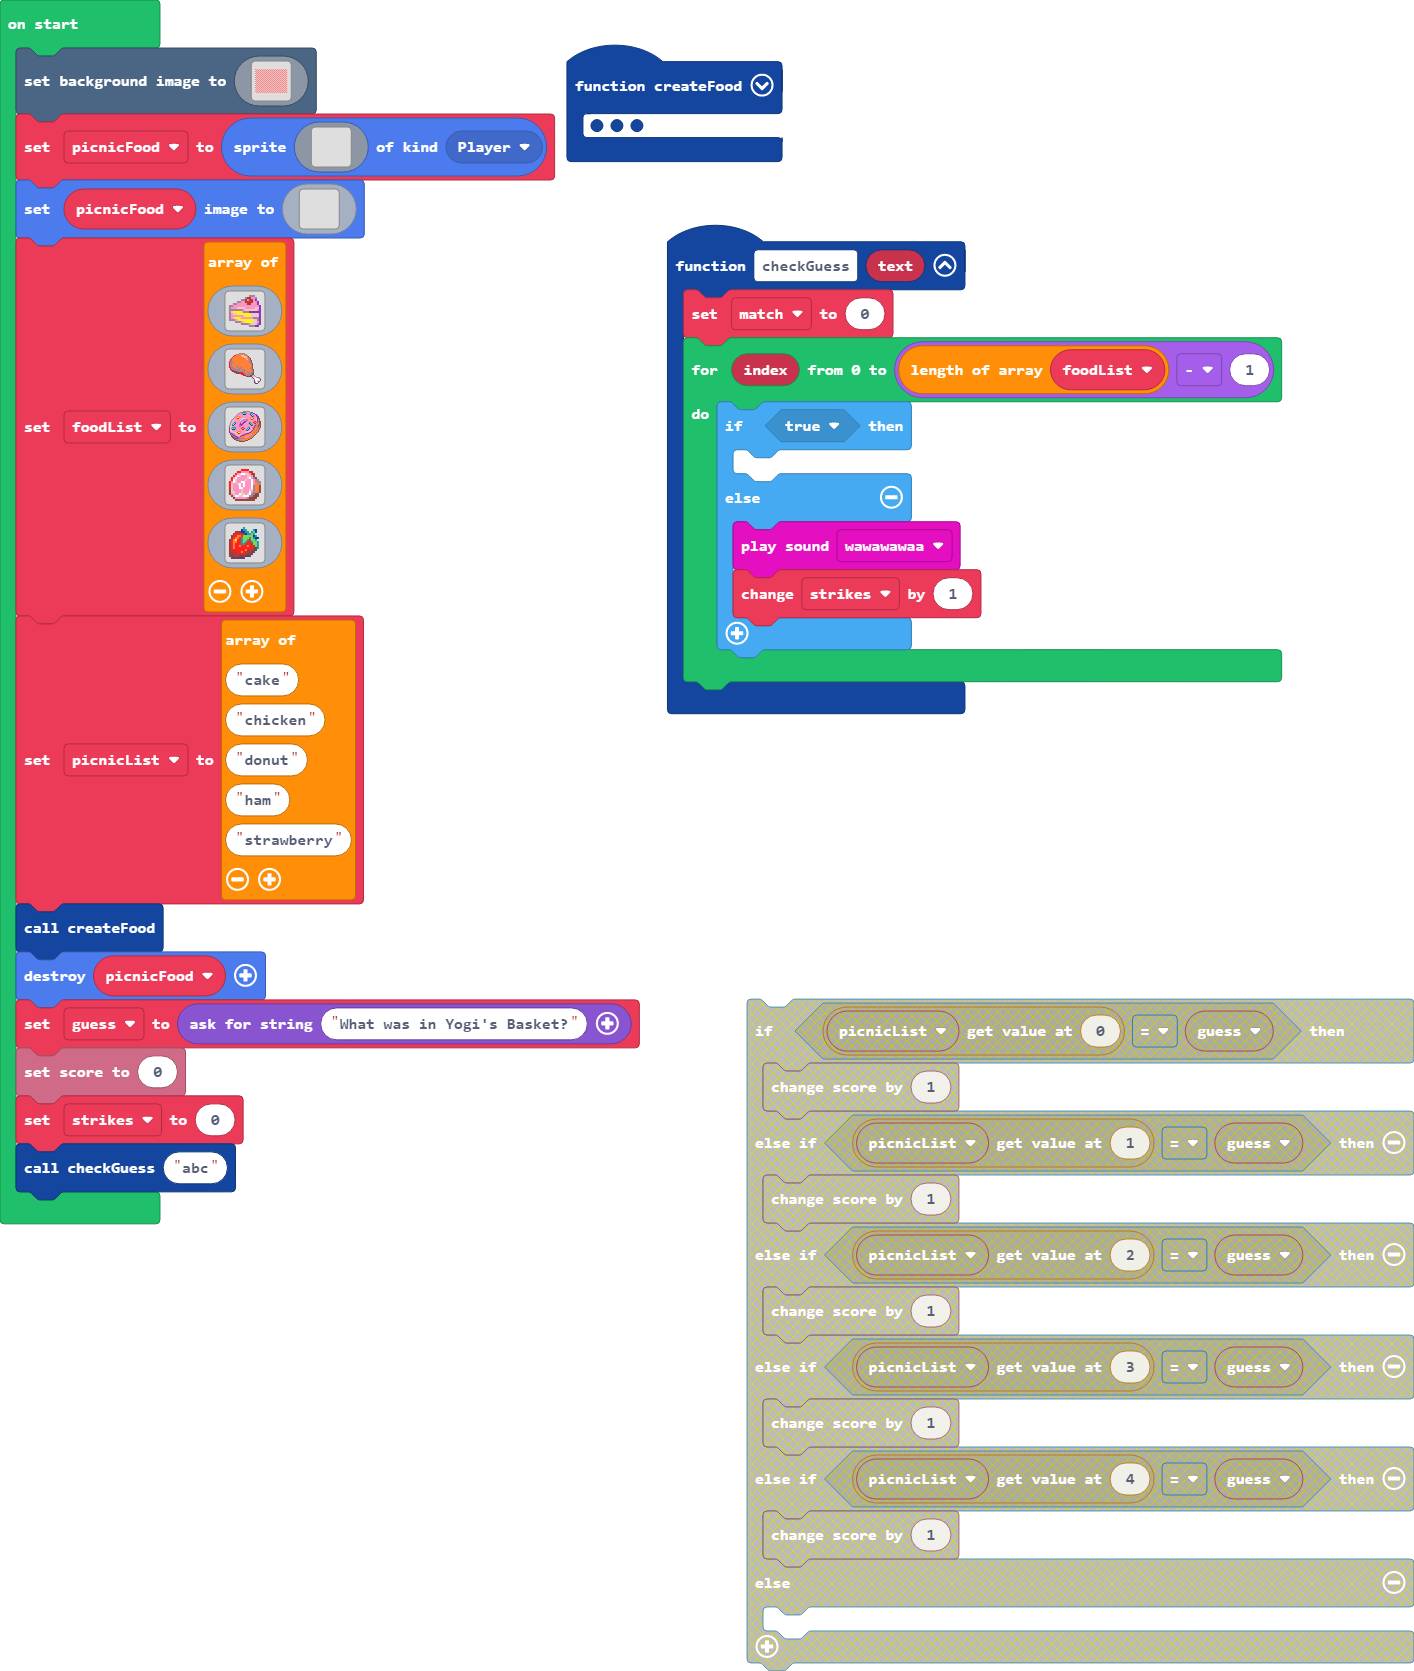 on start
set background image to
set picnicFood to sprite of kind Player
set picnicFood image to
set foodList to array of
set picnicList to array of
"cake"
"chicken"
"donut"
"ham"
"strawberry"
call createFood
destroy picnicFood
set guess to ask for string "What was in Yogi's Basket?"
set score to 0
set strikes to 0
call checkGuess "abc"
function createFood
function checkGuess text
set match to 0
for index from 0 to length of array foodList - 1
do
if true then
else
play sound wawawawaa
change strikes by 1
if picnicList get value at 0 = guess then
change score by 1
else if picnicList get value at 1 = guess then
change score by 1
else if picnicList get value at 2 = guess then
change score by 1
else if picnicList get value at 3 = guess then
change score by 1
else if picnicList get value at 4 = guess then
change score by 1
else